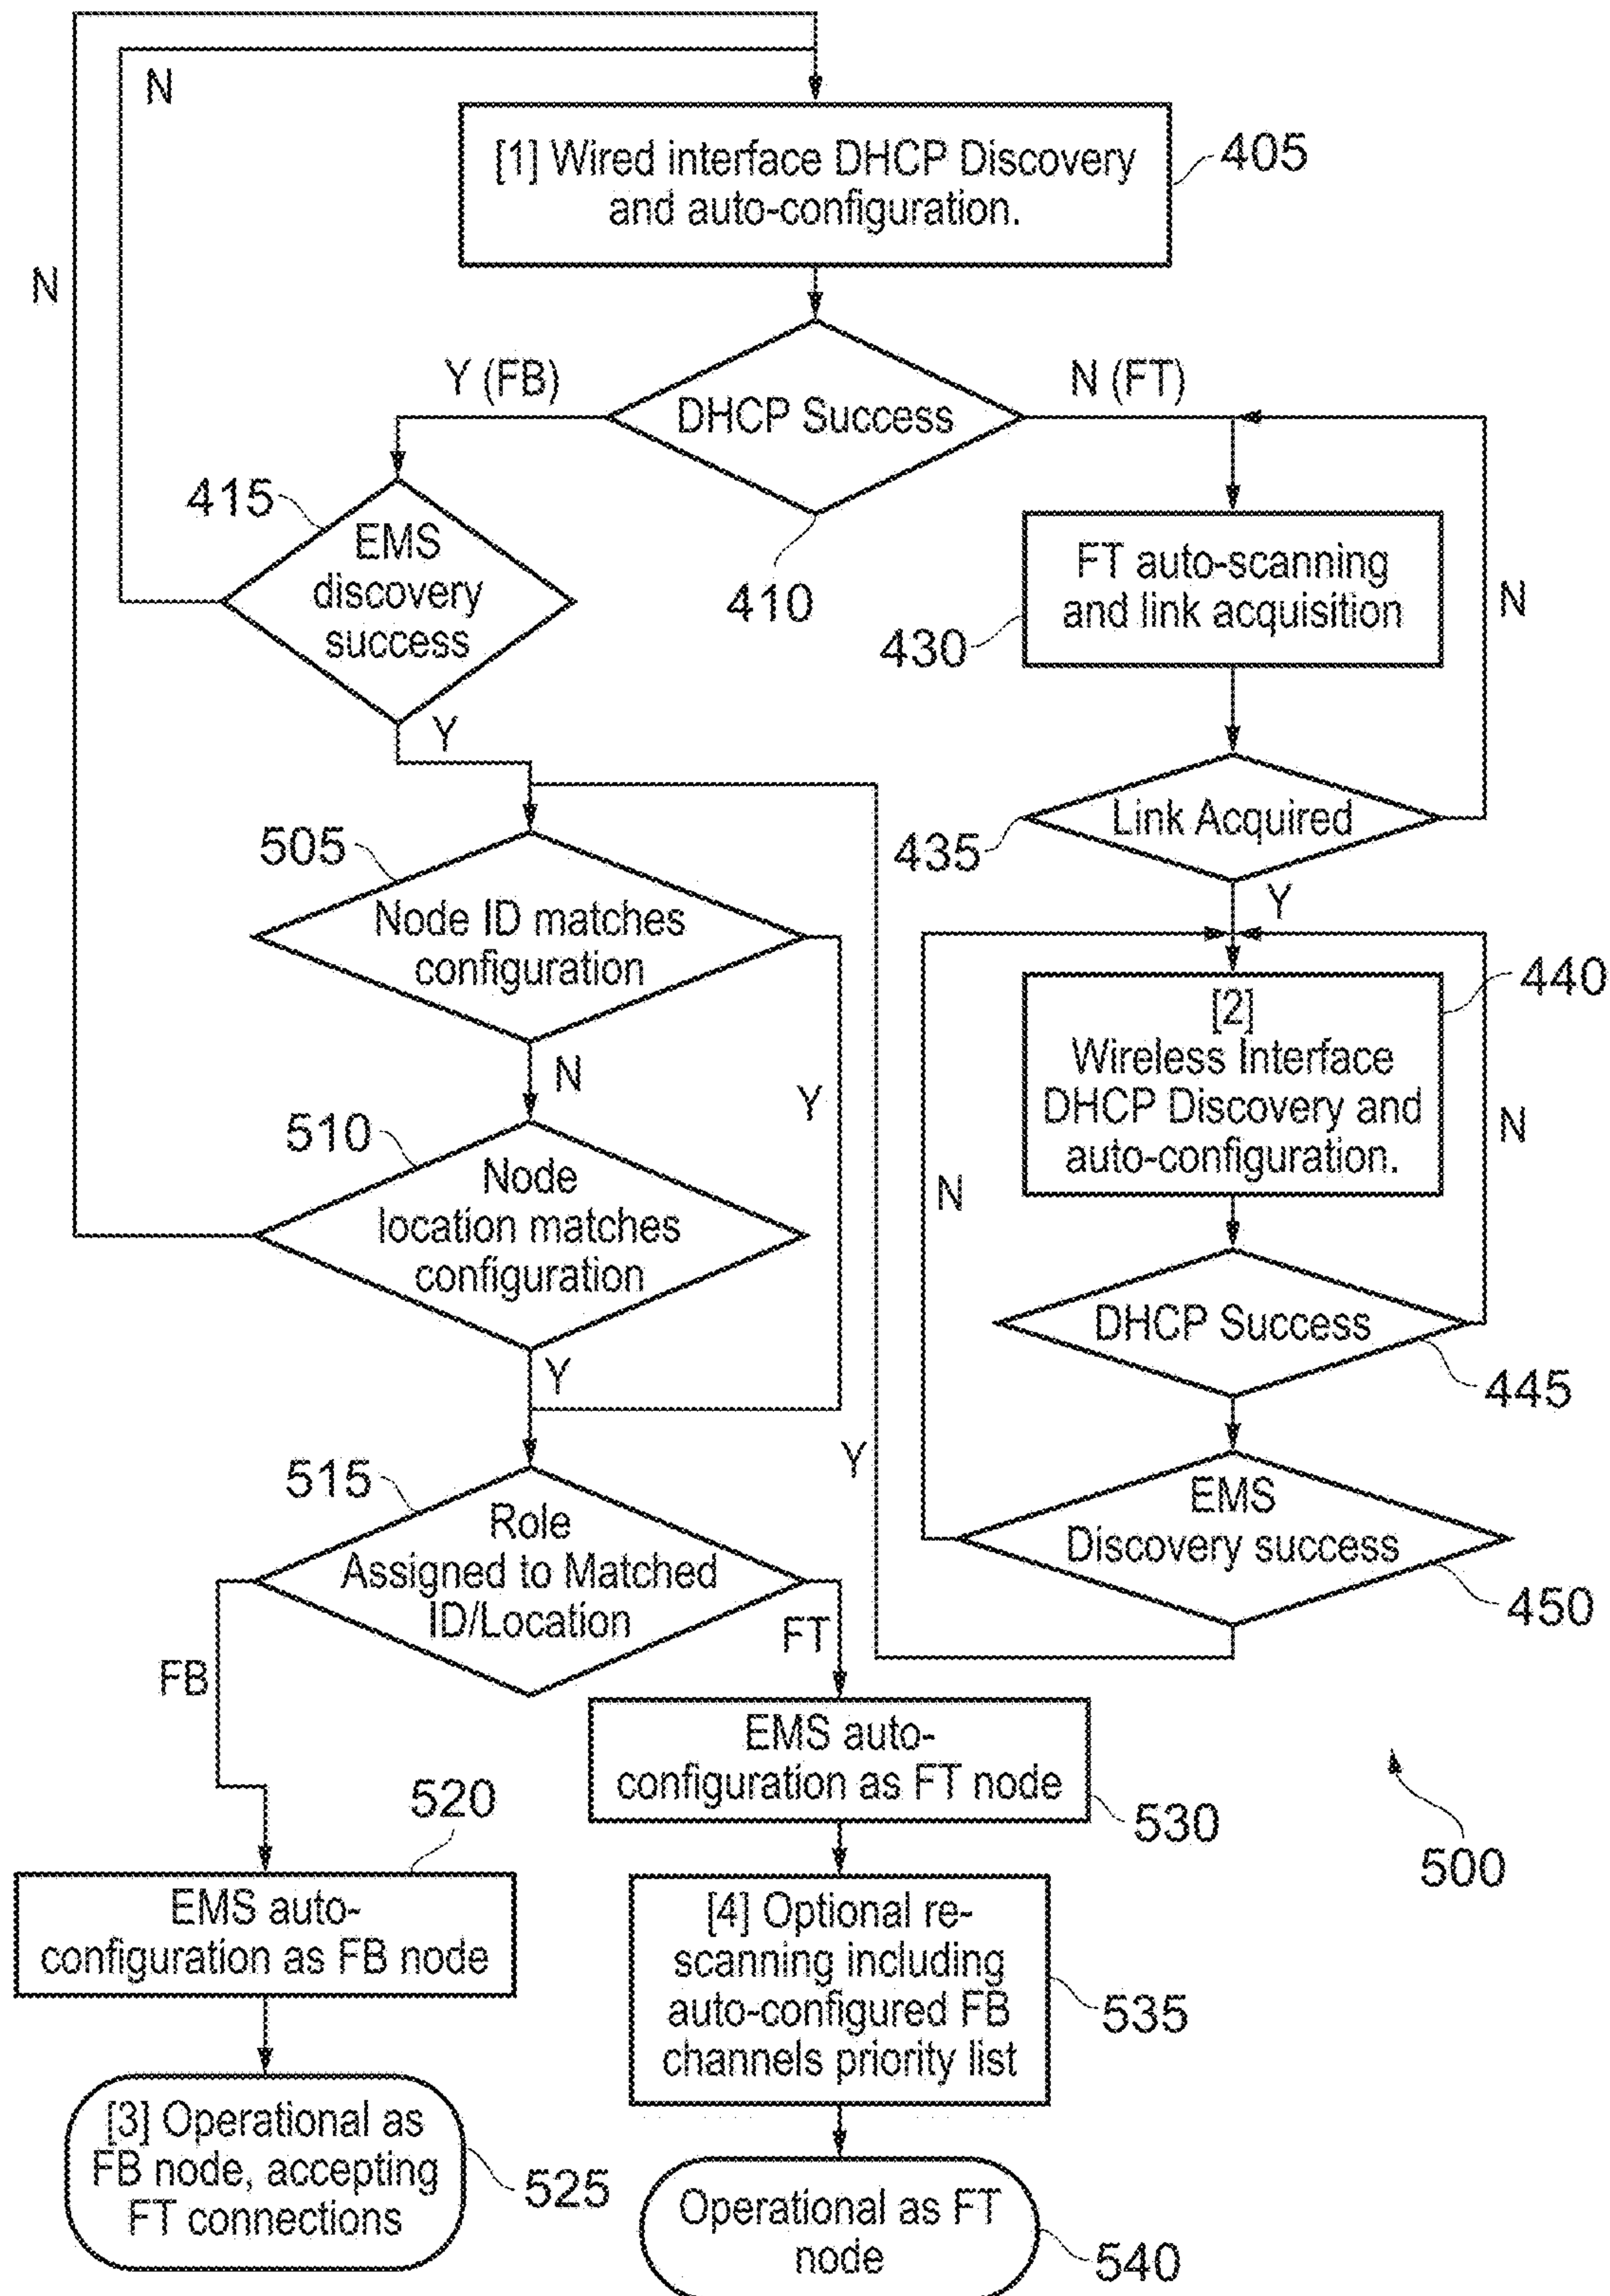 N
[1] Wired interface DHCP Discovery
and auto-configuration.
405
N
Y (FB)
DHCP Success
N (FT)
410
415
EMS
discovery
success
Y
FT auto-scanning
and link acquisition
430
N
Link Acquired
435
Y
505
Node ID matches
configuration
N
Y
510
Node
location matches
configuration
Y
[2]
Wireless Interface
DHCP Discovery and
auto-configuration.
440
N
N
DHCP Success
445
EMS
Discovery success
450
Y
515
Role
Assigned to Matched
ID/Location
FB
FT
EMS auto-
configuration as FT node
530
500
520
EMS auto-
configuration as FB node
[4] Optional re-
scanning including
auto-configured FB
channels priority list
535
[3] Operational as
FB node, accepting
FT connections
525
Operational as FT
node
540